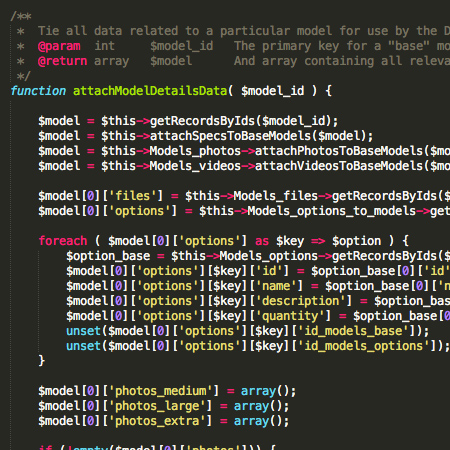 /**
 *  Tie all data related to a particular model for use by the D
 *  @param  int     $model_id   The primary key for a "base" mo
 *  @return array   $model      And array containing all releva
 */
function attachModelDetailsData( $model_id ) {
    $model = $this->getRecordsByIds($model_id);
    $model = $this->attachSpecsToBaseModels($model);
    $model = $this->Models_photos->attachPhotosToBaseModels($mo
    $model = $this->Models_videos->attachVideosToBaseModels($mo
    $model[0]['files'] = $this->Models_files->getRecordsByIds($
    $model[0]['options'] = $this->Models_options_to_models->get
    foreach ( $model[0]['options'] as $key => $option ) {
        $option_base = $this->Models_options->getRecordsByIds($
        $model[0]['options'][$key]['id'] = $option_base[0]['id'
        $model[0]['options'][$key]['name'] = $option_base[0]['n
        $model[0]['options'][$key]['description'] = $option_bas
        $model[0]['options'][$key]['quantity'] = $option_base[0
        unset($model[0]['options'][$key]['id_models_base']);
        unset($model[0]['options'][$key]['id_models_options']);
    }
    $model[0]['photos_medium'] = array();
    $model[0]['photos_large'] = array();
    $model[0]['photos_extra'] = array();
    if (!empty($model[0]['photos'])) {